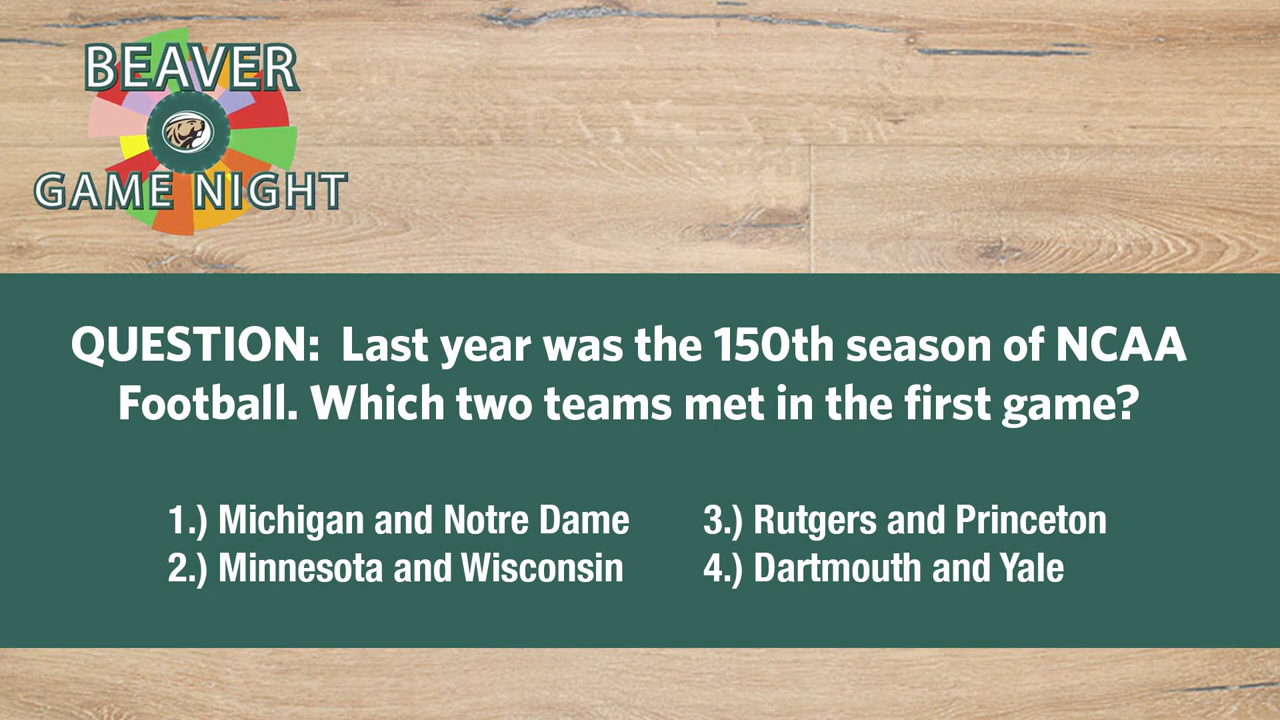 BEAVER
GAME NIGHT
QUESTION: Last year was the 150th season of NCAA
Football. Which two teams met in the first game?
1.) Michigan and Notre Dame
2.) Minnesota and Wisconsin
3.) Rutgers and Princeton
4.) Dartmouth and Yale